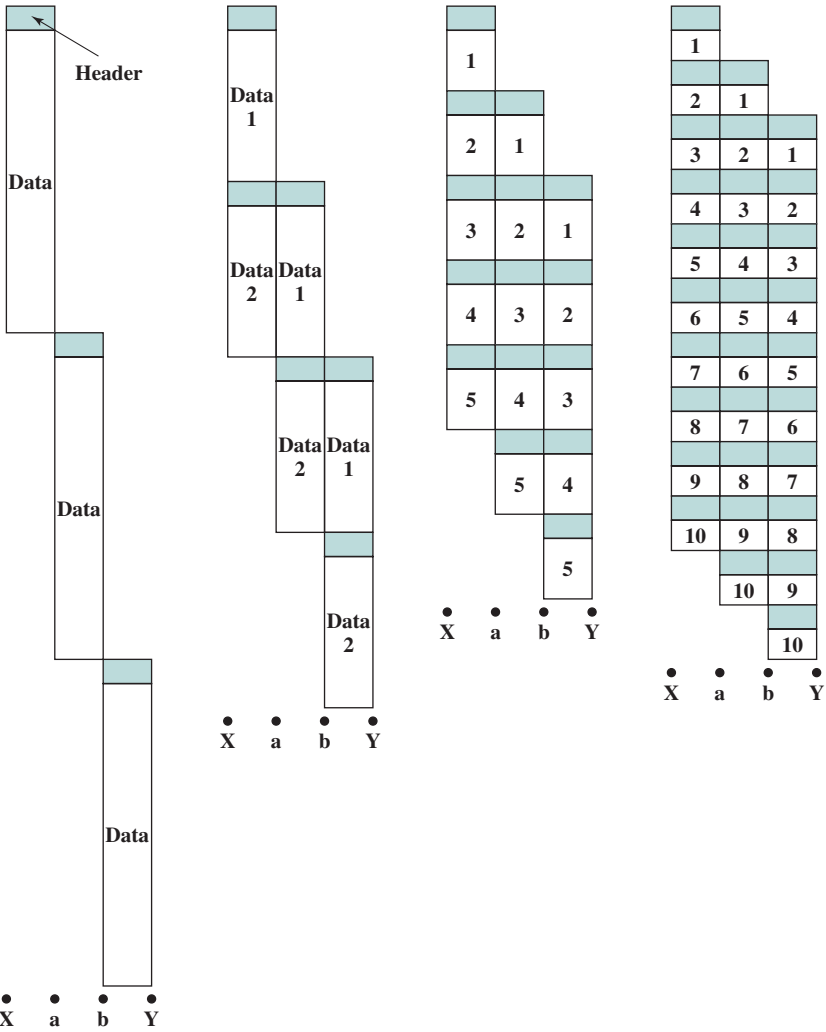 Header
Data
Data
Data
X a b Y
Data
1
Data Data
2 1
Data Data
2 1
Data
2
X a b Y
1
2 1
3 2 1
4 3 2
5 4 3
5 4
5
X a b Y
1
2 1
3 2 1
4 3 2
5 4 3
6 5 4
7 6 5
8 7 6
9 8 7
10 9 8
10 9
10
X a b Y